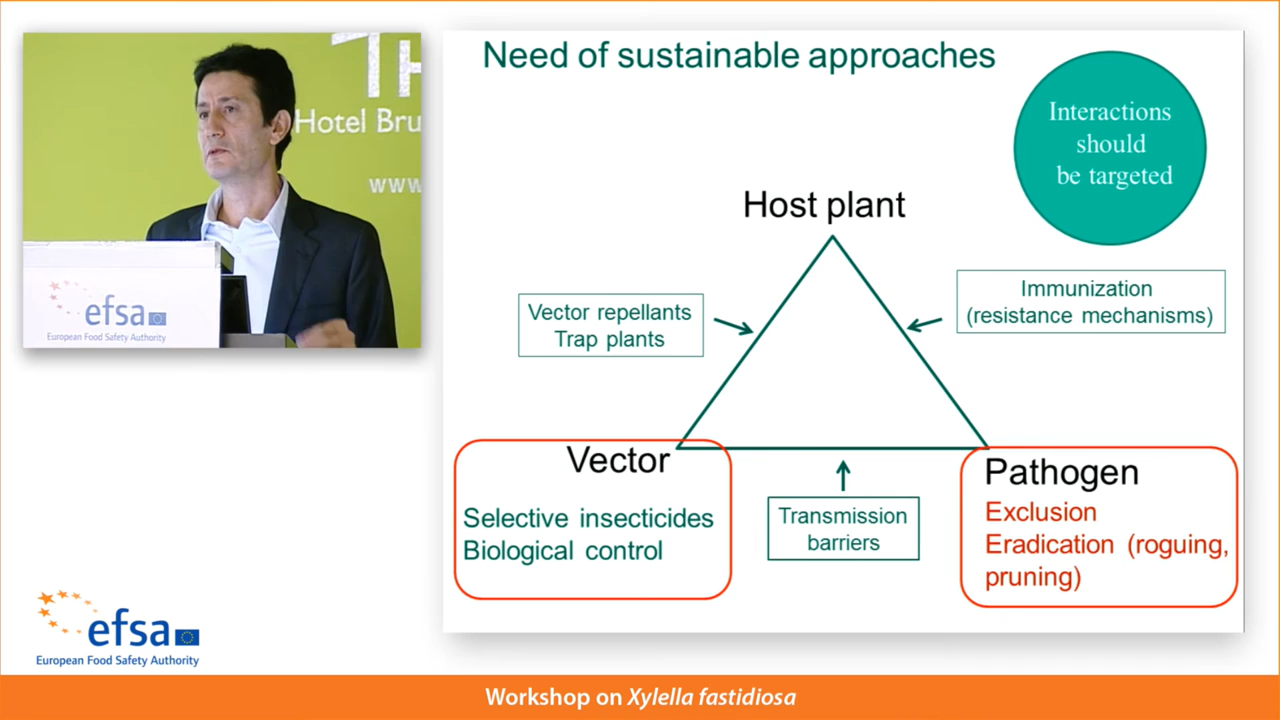 Need of sustainable approaches
Interactions
should
be targeted
Hotel Bru
www
efsa
European Food Safety Authority
Host plant
Vector repellants
Trap plants
Immunization
(resistance mechanisms)
Vector
Selective insecticides
Biological control
Transmission
barriers
Pathogen
Exclusion
Eradication (roguing,
pruning)
efsa
European Food Safety Authority
Workshop on Xylella fastidiosa